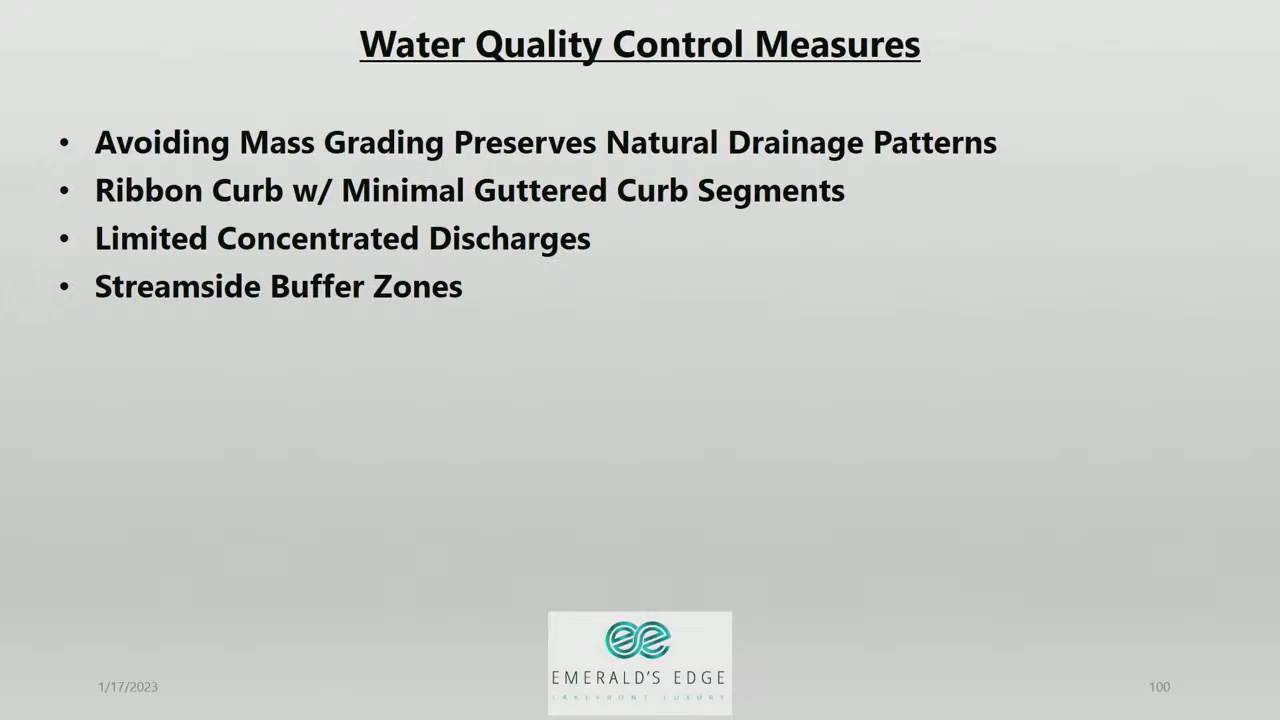 Water Quality Control Measures
• Avoiding Mass Grading Preserves Natural Drainage Patterns
• Ribbon Curb w/ Minimal Guttered Curb Segments
• Limited Concentrated Discharges
• Streamside Buffer Zones
EMERALD'S EDGE
LAKEFRONT LUXURY
1/17/2023
100